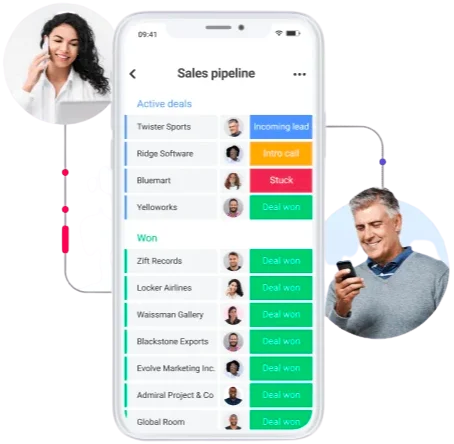 09:41
Sales pipeline
Active deals
Twister Sports Incoming lead
Ridge Software Intro call
Bluemart Stuck
Yelloworks Deal won
Won
Zift Records Deal won
Locker Airlines Deal won
Waissman Gallery Deal won
Blackstone Exports Deal won
Evolve Marketing Inc. Deal won
Admiral Project & Co Deal won
Global Room Deal won